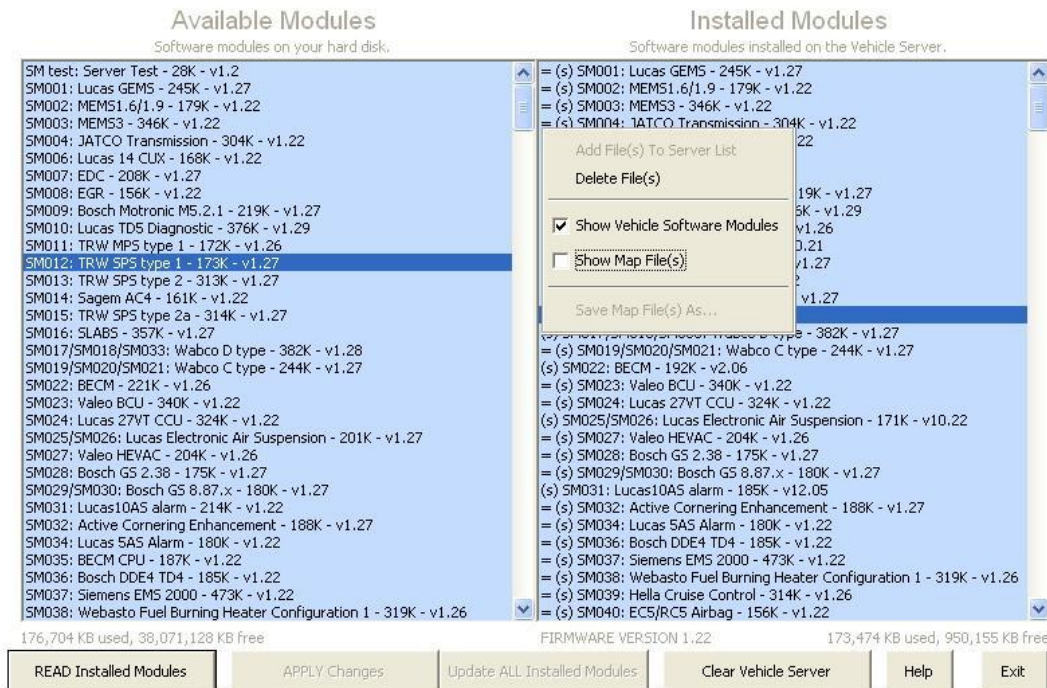 Available Modules
Software modules on your hard disk.
SM test: Server Test - 28K - v1.2
SM001: Lucas GEMS - 245K - v1.27
SM002: MEMS1.6/1.9 - 179K - v1.22
SM003: MEMS3 - 346K - v1.22
SM004: JATCO Transmission - 304K - v1.22
SM006: Lucas 14 CUX - 168K - v1.22
SM007: EDC - 208K - v1.27
SM008: EGR - 156K - v1.22
SM009: Bosch Motronic M5.2.1 - 219K - v1.27
SM010: Lucas TD5 Diagnostic - 376K - v1.29
SM011: TRW MPS type 1 - 172K - v1.26
SM012: TRW SPS type 1 - 173K - v1.27
SM013: TRW SPS type 2 - 313K - v1.27
SM014: Sagem AC4 - 161K - v1.22
SM015: TRW SPS type 2a - 314K - v1.27
SM016: SLABS - 357K - v1.27
SM017/SM018/SM033: Wabco D type - 382K - v1.28
SM019/SM020/SM021: Wabco C type - 244K - v1.27
SM022: BECM - 221K - v1.26
SM023: Valeo BCU - 340K - v1.22
SM024: Lucas 27VT CCU - 324K - v1.22
SM025/SM026: Lucas Electronic Air Suspension - 201K - v1.27
SM027: Valeo HEVAC - 204K - v1.26
SM028: Bosch GS 2.38 - 175K - v1.27
SM029/SM030: Bosch GS 8.87.x - 180K - v1.27
SM031: Lucas10AS alarm - 214K - v1.22
SM032: Active Cornering Enhancement - 188K - v1.27
SM034: Lucas 5AS Alarm - 180K - v1.22
SM035: BECM CPU - 187K - v1.22
SM036: Bosch DDE4 TD4 - 185K - v1.22
SM037: Siemens EMS 2000 - 473K - v1.22
SM038: Webasto Fuel Burning Heater Configuration 1 - 319K - v1.26
176,704 KB used, 38,071,128 KB free
Installed Modules
Software modules installed on the Vehicle Server.
= (s) SM001: Lucas GEMS - 245K - v1.27
= (s) SM002: MEMS1.6/1.9 - 179K - v1.22
= (s) SM003: MEMS3 - 346K - v1.22
= (s) SM004: JATCO Transmission - 304K - v1.22
22
19K - v1.27
6K - v1.29
v1.26
0.21
v1.27
v1.27
- 382K - v1.27
= (s) SM019/SM020/SM021: Wabco C type - 244K - v1.27
(s) SM022: BECM - 192K - v2.06
= (s) SM023: Valeo BCU - 340K - v1.22
= (s) SM024: Lucas 27VT CCU - 324K - v1.22
(s) SM025/SM026: Lucas Electronic Air Suspension - 171K - v10.22
= (s) SM027: Valeo HEVAC - 204K - v1.26
= (s) SM028: Bosch GS 2.38 - 175K - v1.27
= (s) SM029/SM030: Bosch GS 8.87.x - 180K - v1.27
(s) SM031: Lucas10AS alarm - 185K - v12.05
= (s) SM032: Active Cornering Enhancement - 188K - v1.27
= (s) SM034: Lucas 5AS Alarm - 180K - v1.22
= (s) SM036: Bosch DDE4 TD4 - 185K - v1.22
= (s) SM037: Siemens EMS 2000 - 473K - v1.22
= (s) SM038: Webasto Fuel Burning Heater Configuration 1 - 319K - v1.26
= (s) SM039: Hella Cruise Control - 314K - v1.26
= (s) SM040: EC5/RC5 Airbag - 156K - v1.22
FIRMWARE VERSION 1.22
173,474 KB used, 950,155 KB free
Add File(s) To Server List
Delete File(s)
Show Vehicle Software Modules
Show Map File(s)
Save Map File(s) As...
READ Installed Modules
APPLY Changes
Update ALL Installed Modules
Clear Vehicle Server
Help
Exit